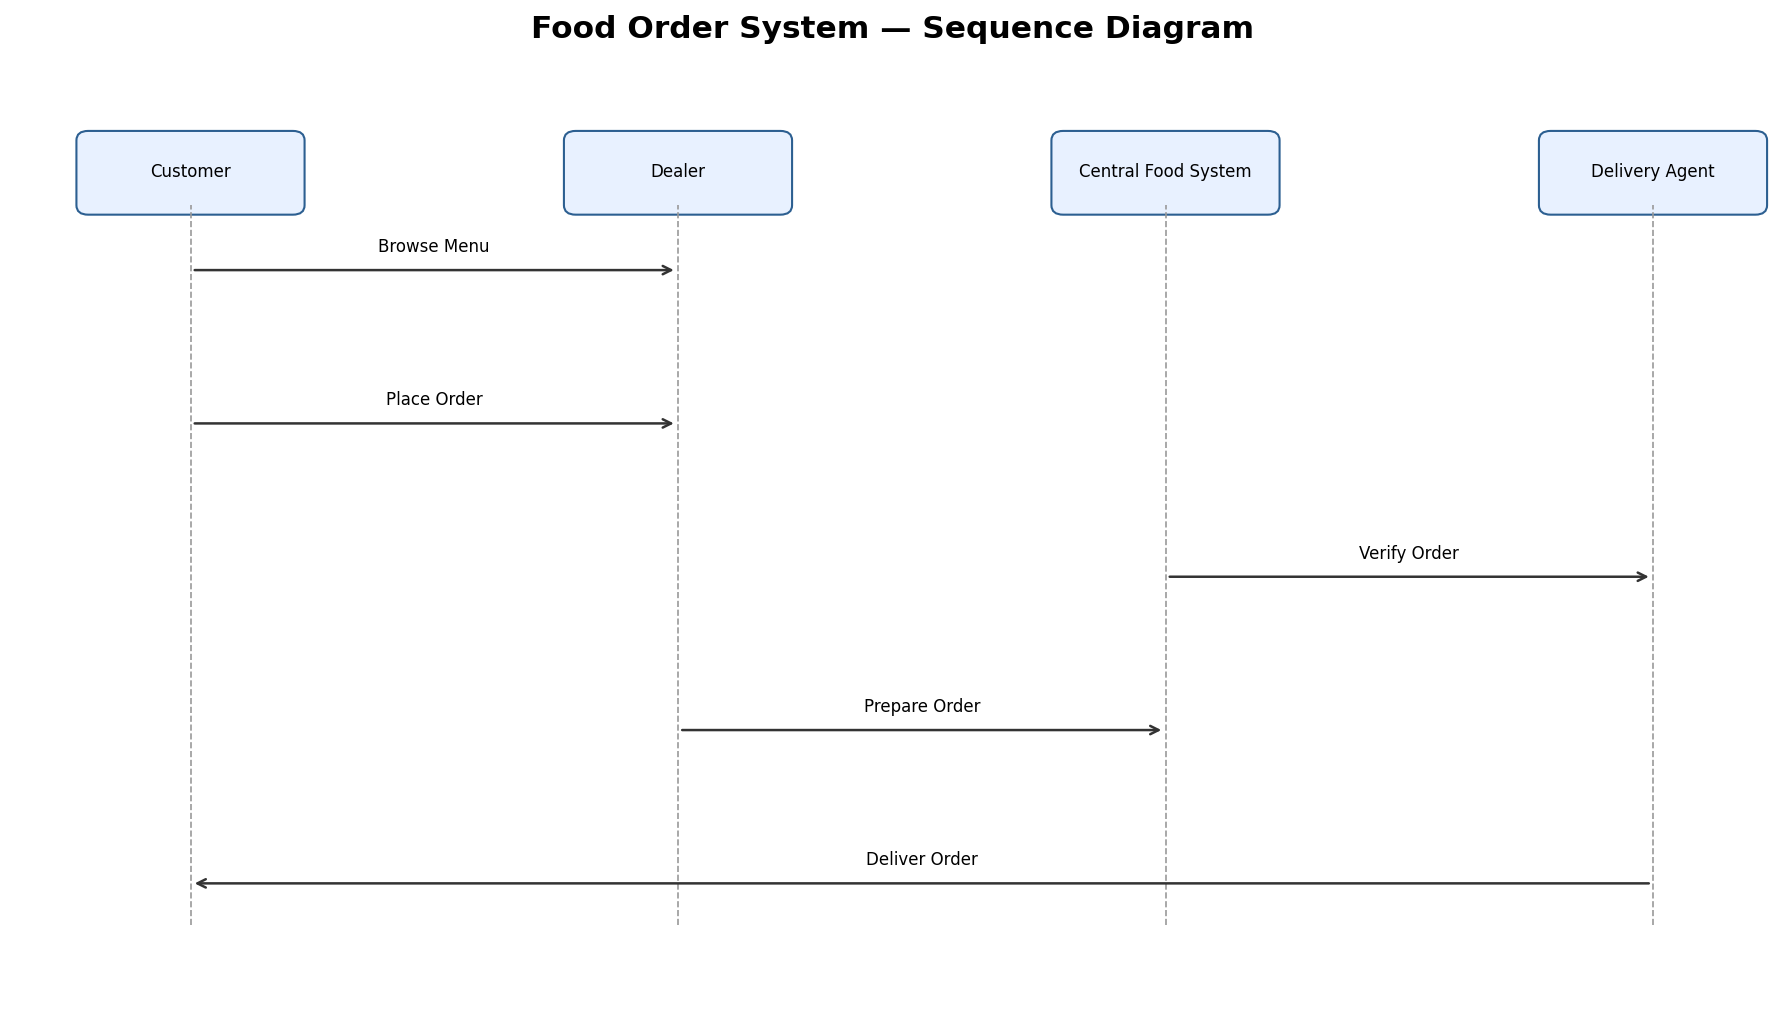 Food Order System — Sequence Diagram
Customer
Dealer
Central Food System
Delivery Agent
Browse Menu
Place Order
Verify Order
Prepare Order
Deliver Order